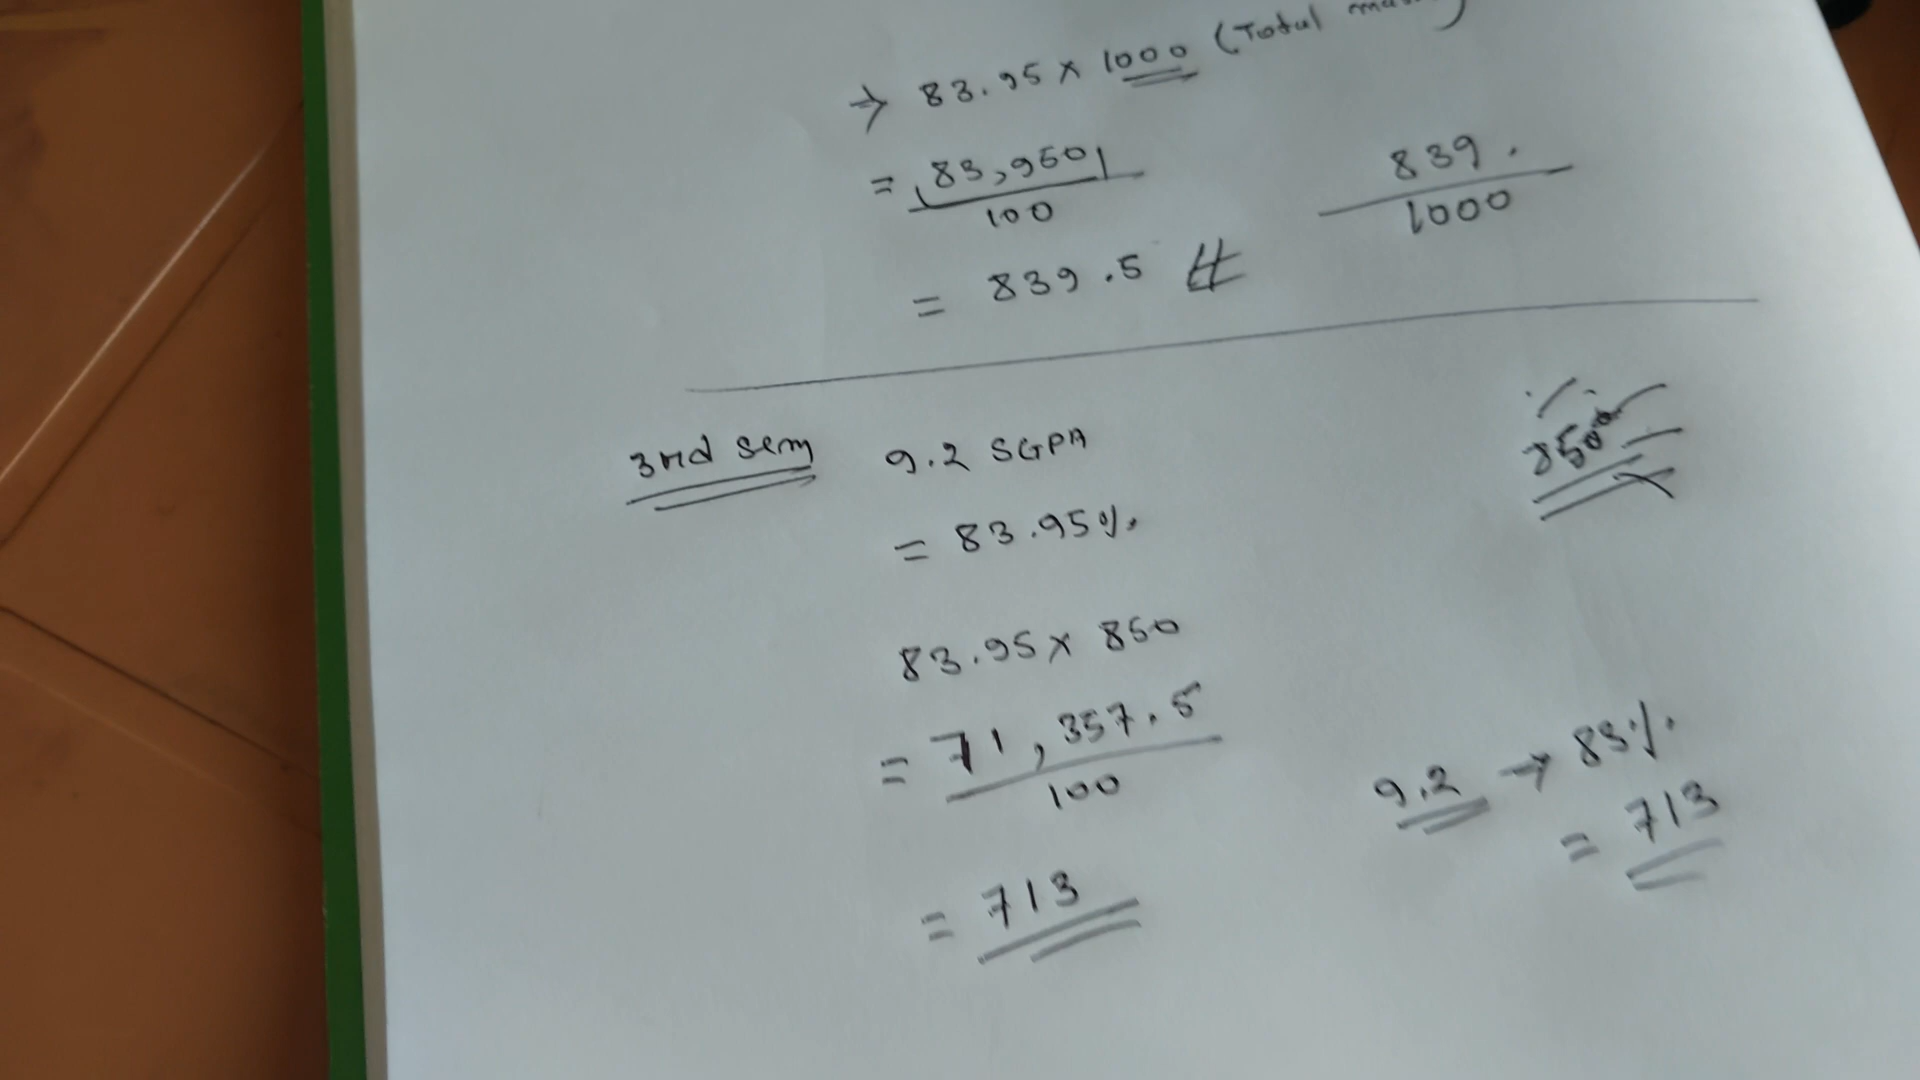 → 83.95 x 1000 (Total
= 83,950
100
= 839.5 #
839.
1000
3rd sem 9.2 SGPA
= 83.95%
850
83.95 x 850
= 71,357.5
100
= 713
9.2 → 83%
= 713